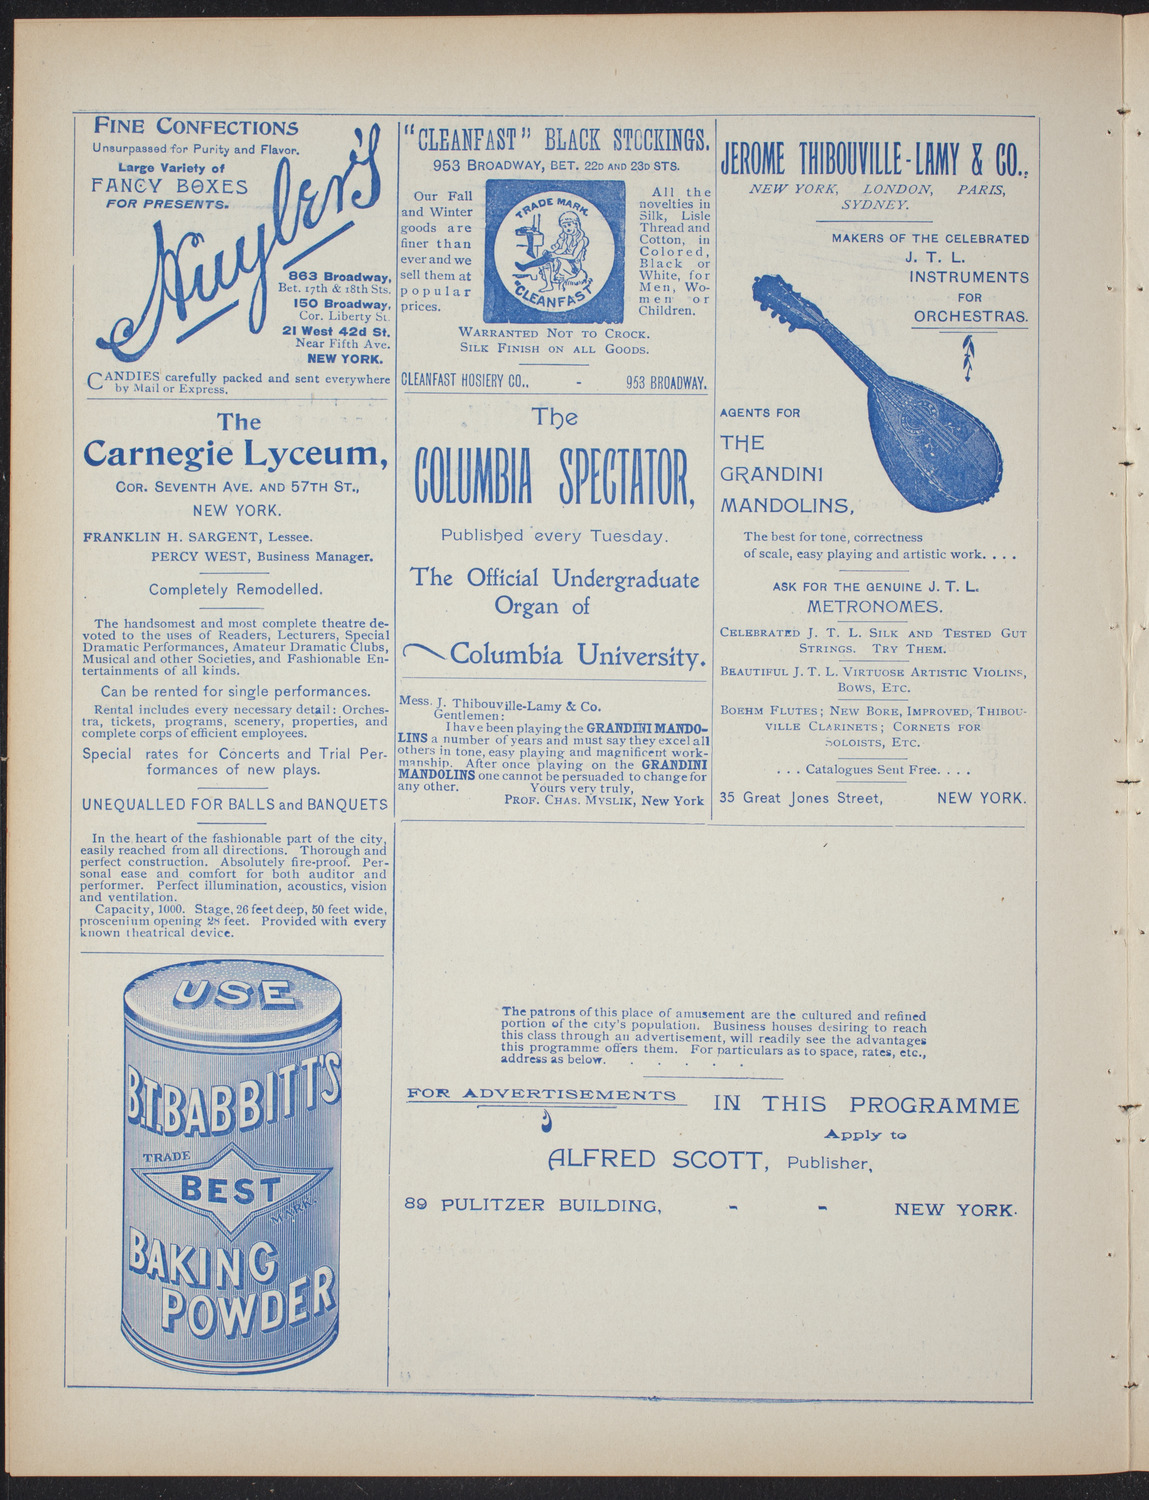 FINE CONFECTIONS
Unsurpassed for Purity and Flavor.
Large Variety of
FANCY BOXES
FOR PRESENTS.
Huyler's
863 Broadway,
Bet. 17th & 18th Sts.
150 Broadway,
Cor. Liberty St.
21 West 42d St.
Near Fifth Ave.
NEW YORK.
CANDIES carefully packed and sent everywhere
by Mail or Express.
The
Carnegie Lyceum,
COR. SEVENTH AVE. AND 57TH ST.,
NEW YORK.
FRANKLIN H. SARGENT, Lessee.
PERCY WEST, Business Manager.
Completely Remodelled.
The handsomest and most complete theatre de-
voted to the uses of Readers, Lecturers, Special
Dramatic Performances, Amateur Dramatic Clubs,
Musical and other Societies, and Fashionable En-
tertainments of all kinds.
Can be rented for single performances.
Rental includes every necessary detail: Orches-
tra, tickets, programs, scenery, properties, and
complete corps of efficient employees.
Special rates for Concerts and Trial Per-
formances of new plays.
UNEQUALLED FOR BALLS and BANQUETS
In the heart of the fashionable part of the city,
easily reached from all directions. Thorough and
perfect construction. Absolutely fire-proof. Per-
sonal ease and comfort for both auditor and
performer. Perfect illumination, acoustics, vision
and ventilation.
Capacity, 1000. Stage, 26 feet deep, 50 feet wide,
proscenium opening 28 feet. Provided with every
known theatrical device.
USE
B.T. BABBITT'S
TRADE
BEST
MARK.
BAKING
POWDER
"CLEANFAST" BLACK STOCKINGS.
953 BROADWAY, BET. 22D AND 23D STS.
Our Fall
and Winter
goods are
finer than
ever and we
sell them at
popular
prices.
TRADE MARK.
"CLEANFAST"
All the
novelties in
Silk, Lisle
Thread and
Cotton, in
Colored,
Black or
White, for
Men, Wo-
men or
Children.
WARRANTED NOT TO CROCK.
SILK FINISH ON ALL GOODS.
CLEANFAST HOSIERY CO., - 953 BROADWAY.
The
COLUMBIA SPECTATOR,
Published every Tuesday.
The Official Undergraduate
Organ of
Columbia University.
Mess. J. Thibouville-Lamy & Co.
Gentlemen:
I have been playing the GRANDINI MANDO-
LINS a number of years and must say they excel all
others in tone, easy playing and magnificent work-
manship. After once playing on the GRANDINI
MANDOLINS one cannot be persuaded to change for
any other. Yours very truly,
PROF. CHAS. MYSLIK, New York
JEROME THIBOUVILLE-LAMY & CO.,
NEW YORK, LONDON, PARIS,
SYDNEY.
MAKERS OF THE CELEBRATED
J. T. L.
INSTRUMENTS
FOR
ORCHESTRAS.
AGENTS FOR
THE
GRANDINI
MANDOLINS,
The best for tone, correctness
of scale, easy playing and artistic work. . . .
ASK FOR THE GENUINE J. T. L.
METRONOMES.
CELEBRATED J. T. L. SILK AND TESTED GUT
STRINGS. TRY THEM.
BEAUTIFUL J. T. L. VIRTUOSE ARTISTIC VIOLINS,
BOWS, ETC.
BOEHM FLUTES; NEW BORE, IMPROVED, THIBOU-
VILLE CLARINETS; CORNETS FOR
SOLOISTS, ETC.
. . . Catalogues Sent Free. . . .
35 Great Jones Street, NEW YORK.
The patrons of this place of amusement are the cultured and refined
portion of the city's population. Business houses desiring to reach
this class through an advertisement, will readily see the advantages
this programme offers them. For particulars as to space, rates, etc.,
address as below. . . . . .
FOR ADVERTISEMENTS IN THIS PROGRAMME
Apply to
ALFRED SCOTT, Publisher,
89 PULITZER BUILDING, - - NEW YORK.